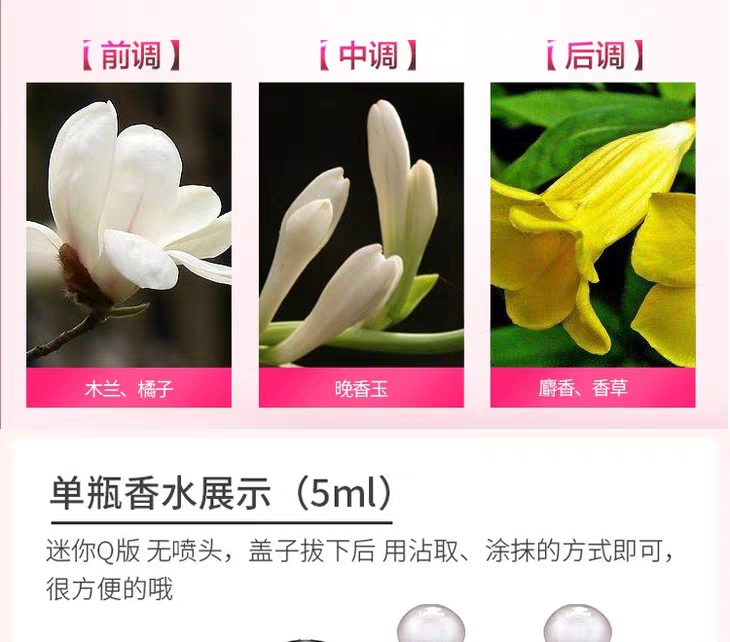 【前调】 【中调】 【后调】
木兰、橘子 晚香玉 麝香、香草
单瓶香水展示（5ml）
迷你Q版 无喷头，盖子拔下后 用沾取、涂抹的方式即可，
很方便的哦